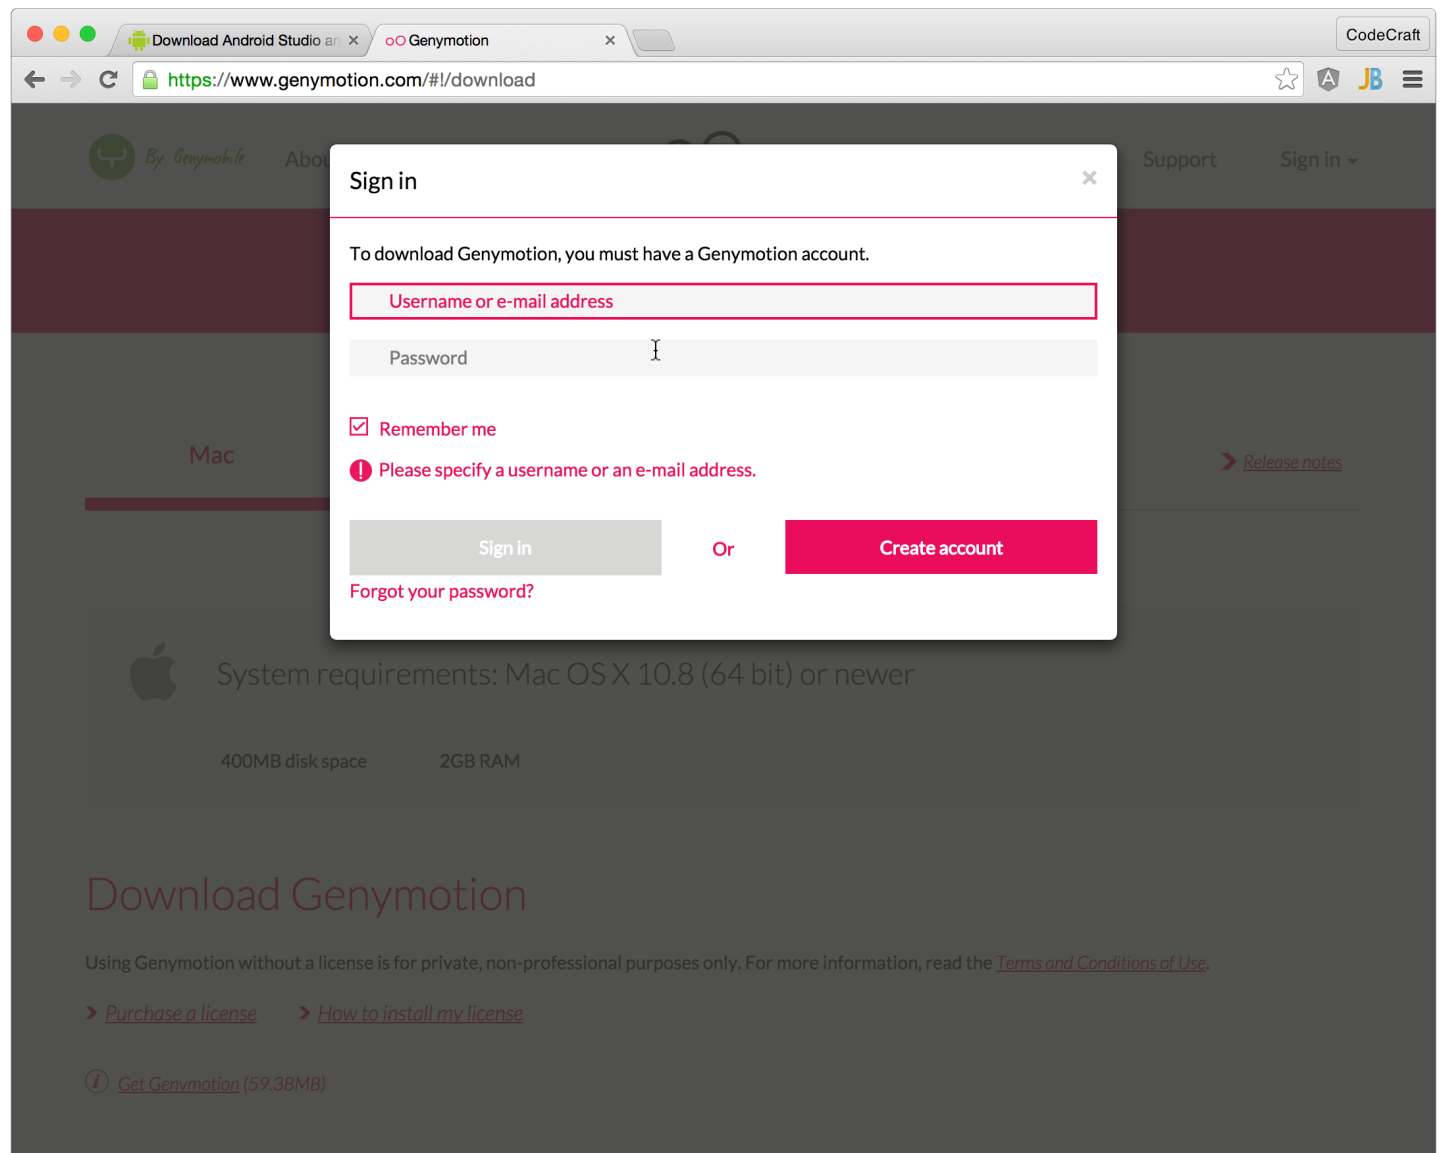 Download Android Studio an
Genymotion
CodeCraft
https://www.genymotion.com/#!/download
By Genymobile
Abou
Support
Sign in
Sign in
To download Genymotion, you must have a Genymotion account.
Username or e-mail address
Password
Remember me
Please specify a username or an e-mail address.
Sign in
Or
Create account
Forgot your password?
Mac
Release notes
System requirements: Mac OS X 10.8 (64 bit) or newer
400MB disk space
2GB RAM
Download Genymotion
Using Genymotion without a license is for private, non-professional purposes only. For more information, read the Terms and Conditions of Use.
Purchase a license
How to install my license
Get Genymotion (59.38MB)